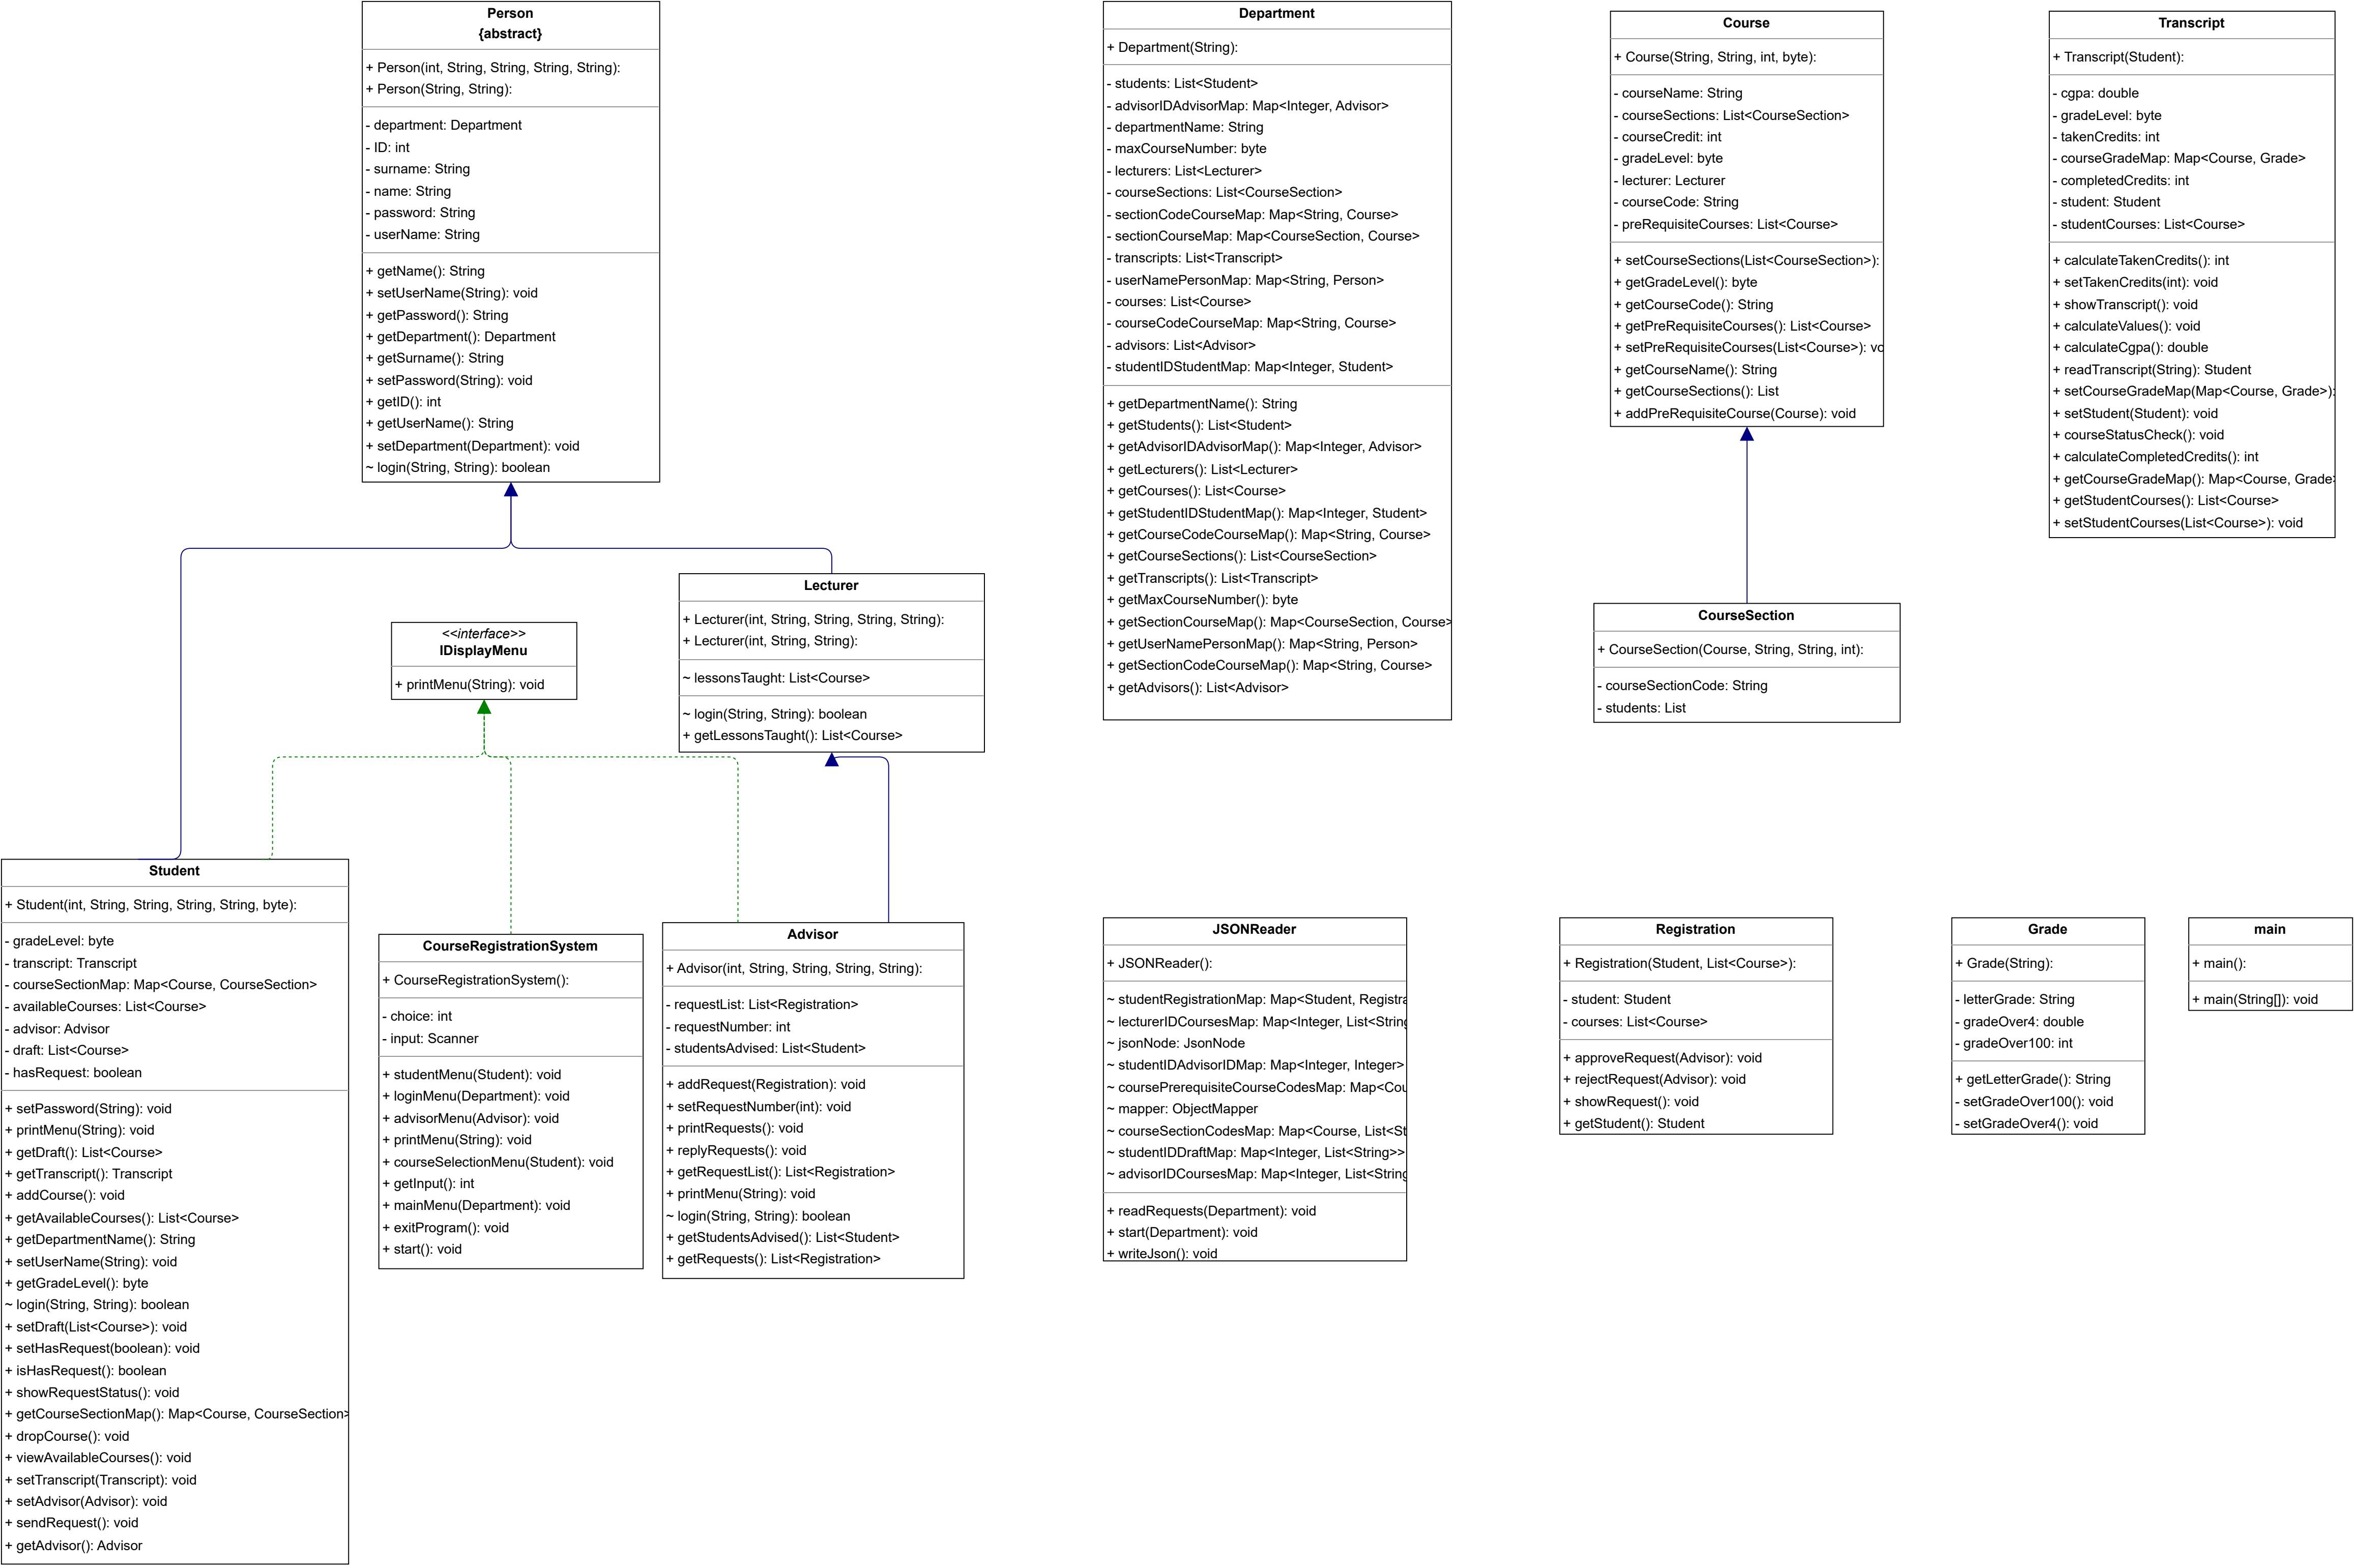 Person
{abstract}
+ Person(int, String, String, String, String):
+ Person(String, String):
- department: Department
- ID: int
- surname: String
- name: String
- password: String
- userName: String
+ getName(): String
+ setUserName(String): void
+ getPassword(): String
+ getDepartment(): Department
+ getSurname(): String
+ setPassword(String): void
+ getID(): int
+ getUserName(): String
+ setDepartment(Department): void
~ login(String, String): boolean
Department
+ Department(String):
- students: List<Student>
- advisorIDAdvisorMap: Map<Integer, Advisor>
- departmentName: String
- maxCourseNumber: byte
- lecturers: List<Lecturer>
- courseSections: List<CourseSection>
- sectionCodeCourseMap: Map<String, Course>
- sectionCourseMap: Map<CourseSection, Course>
- transcripts: List<Transcript>
- userNamePersonMap: Map<String, Person>
- courses: List<Course>
- courseCodeCourseMap: Map<String, Course>
- advisors: List<Advisor>
- studentIDStudentMap: Map<Integer, Student>
+ getDepartmentName(): String
+ getStudents(): List<Student>
+ getAdvisorIDAdvisorMap(): Map<Integer, Advisor>
+ getLecturers(): List<Lecturer>
+ getCourses(): List<Course>
+ getStudentIDStudentMap(): Map<Integer, Student>
+ getCourseCodeCourseMap(): Map<String, Course>
+ getCourseSections(): List<CourseSection>
+ getTranscripts(): List<Transcript>
+ getMaxCourseNumber(): byte
+ getSectionCourseMap(): Map<CourseSection, Course>
+ getUserNamePersonMap(): Map<String, Person>
+ getSectionCodeCourseMap(): Map<String, Course>
+ getAdvisors(): List<Advisor>
Course
+ Course(String, String, int, byte):
- courseName: String
- courseSections: List<CourseSection>
- courseCredit: int
- gradeLevel: byte
- lecturer: Lecturer
- courseCode: String
- preRequisiteCourses: List<Course>
+ setCourseSections(List<CourseSection>):
+ getGradeLevel(): byte
+ getCourseCode(): String
+ getPreRequisiteCourses(): List<Course>
+ setPreRequisiteCourses(List<Course>): vo
+ getCourseName(): String
+ getCourseSections(): List
+ addPreRequisiteCourse(Course): void
Transcript
+ Transcript(Student):
- cgpa: double
- gradeLevel: byte
- takenCredits: int
- courseGradeMap: Map<Course, Grade>
- completedCredits: int
- student: Student
- studentCourses: List<Course>
+ calculateTakenCredits(): int
+ setTakenCredits(int): void
+ showTranscript(): void
+ calculateValues(): void
+ calculateCgpa(): double
+ readTranscript(String): Student
+ setCourseGradeMap(Map<Course, Grade>):
+ setStudent(Student): void
+ courseStatusCheck(): void
+ calculateCompletedCredits(): int
+ getCourseGradeMap(): Map<Course, Grade>
+ getStudentCourses(): List<Course>
+ setStudentCourses(List<Course>): void
<<interface>>
IDisplayMenu
+ printMenu(String): void
Lecturer
+ Lecturer(int, String, String, String, String):
+ Lecturer(int, String, String):
~ lessonsTaught: List<Course>
~ login(String, String): boolean
+ getLessonsTaught(): List<Course>
CourseSection
+ CourseSection(Course, String, String, int):
- courseSectionCode: String
- students: List
Student
+ Student(int, String, String, String, String, byte):
- gradeLevel: byte
- transcript: Transcript
- courseSectionMap: Map<Course, CourseSection>
- availableCourses: List<Course>
- advisor: Advisor
- draft: List<Course>
- hasRequest: boolean
+ setPassword(String): void
+ printMenu(String): void
+ getDraft(): List<Course>
+ getTranscript(): Transcript
+ addCourse(): void
+ getAvailableCourses(): List<Course>
+ getDepartmentName(): String
+ setUserName(String): void
+ getGradeLevel(): byte
~ login(String, String): boolean
+ setDraft(List<Course>): void
+ setHasRequest(boolean): void
+ isHasRequest(): boolean
+ showRequestStatus(): void
+ getCourseSectionMap(): Map<Course, CourseSection>
+ dropCourse(): void
+ viewAvailableCourses(): void
+ setTranscript(Transcript): void
+ setAdvisor(Advisor): void
+ sendRequest(): void
+ getAdvisor(): Advisor
CourseRegistrationSystem
+ CourseRegistrationSystem():
- choice: int
- input: Scanner
+ studentMenu(Student): void
+ loginMenu(Department): void
+ advisorMenu(Advisor): void
+ printMenu(String): void
+ courseSelectionMenu(Student): void
+ getInput(): int
+ mainMenu(Department): void
+ exitProgram(): void
+ start(): void
Advisor
+ Advisor(int, String, String, String, String):
- requestList: List<Registration>
- requestNumber: int
- studentsAdvised: List<Student>
+ addRequest(Registration): void
+ setRequestNumber(int): void
+ printRequests(): void
+ replyRequests(): void
+ getRequestList(): List<Registration>
+ printMenu(String): void
~ login(String, String): boolean
+ getStudentsAdvised(): List<Student>
+ getRequests(): List<Registration>
JSONReader
+ JSONReader():
~ studentRegistrationMap: Map<Student, Registra
~ lecturerIDCoursesMap: Map<Integer, List<String
~ jsonNode: JsonNode
~ studentIDAdvisorIDMap: Map<Integer, Integer>
~ coursePrerequisiteCourseCodesMap: Map<Cou
~ mapper: ObjectMapper
~ courseSectionCodesMap: Map<Course, List<St
~ studentIDDraftMap: Map<Integer, List<String>>
~ advisorIDCoursesMap: Map<Integer, List<String
+ readRequests(Department): void
+ start(Department): void
+ writeJson(): void
Registration
+ Registration(Student, List<Course>):
- student: Student
- courses: List<Course>
+ approveRequest(Advisor): void
+ rejectRequest(Advisor): void
+ showRequest(): void
+ getStudent(): Student
Grade
+ Grade(String):
- letterGrade: String
- gradeOver4: double
- gradeOver100: int
+ getLetterGrade(): String
- setGradeOver100(): void
- setGradeOver4(): void
main
+ main():
+ main(String[]): void